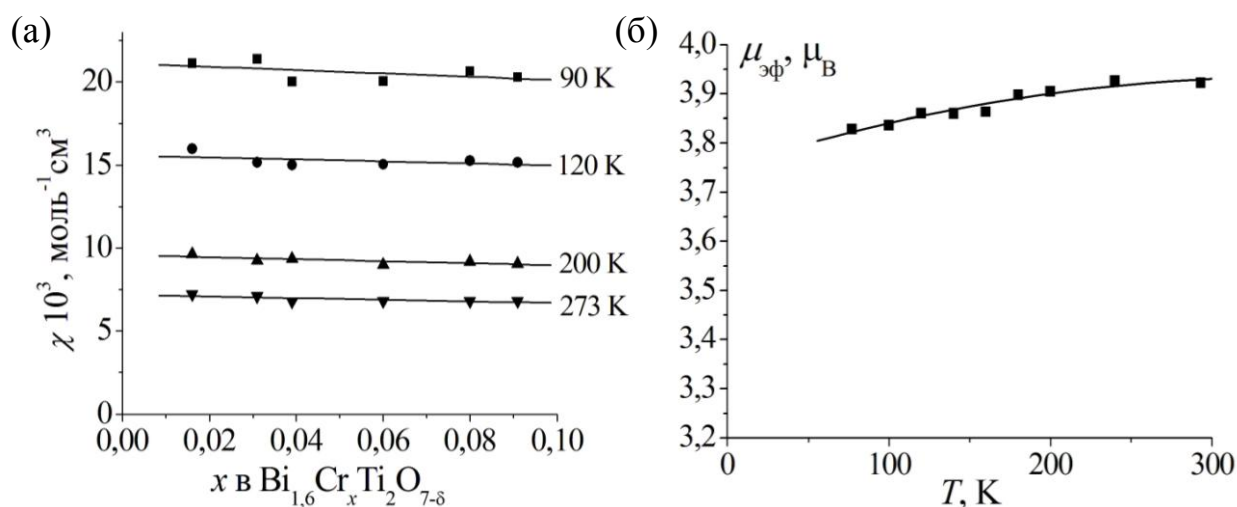 (а)
χ 10³, моль⁻¹см³
20
15
10
5
0
90 K
120 K
200 K
273 K
0,00 0,02 0,04 0,06 0,08 0,10
x в Bi₁,₆CrₓTi₂O₇₋δ
(б)
μэф, μB
4,0
3,9
3,8
3,7
3,6
3,5
3,4
3,3
3,2
0 100 200 300
T, K